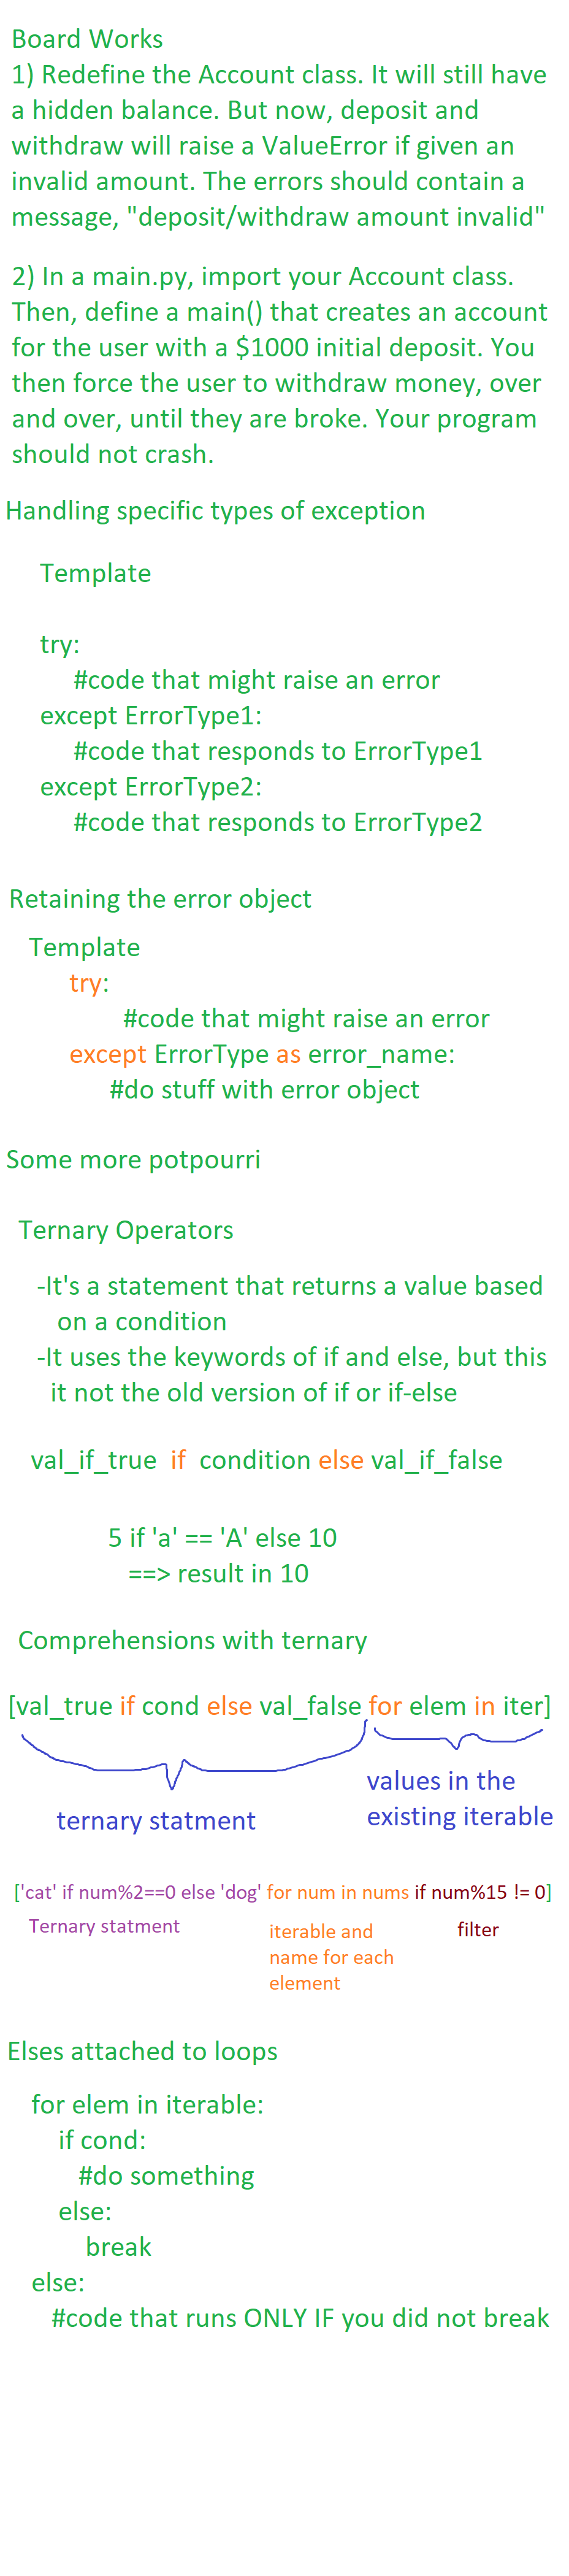 Board Works
1) Redefine the Account class. It will still have
a hidden balance. But now, deposit and
withdraw will raise a ValueError if given an
invalid amount. The errors should contain a
message, "deposit/withdraw amount invalid"
2) In a main.py, import your Account class.
Then, define a main() that creates an account
for the user with a $1000 initial deposit. You
then force the user to withdraw money, over
and over, until they are broke. Your program
should not crash.
Handling specific types of exception
Template
try:
#code that might raise an error
except ErrorType1:
#code that responds to ErrorType1
except ErrorType2:
#code that responds to ErrorType2
Retaining the error object
Template
try:
#code that might raise an error
except ErrorType as error_name:
#do stuff with error object
Some more potpourri
Ternary Operators
-It's a statement that returns a value based
on a condition
-It uses the keywords of if and else, but this
it not the old version of if or if-else
val_if_true if condition else val_if_false
5 if 'a' == 'A' else 10
==> result in 10
Comprehensions with ternary
[val_true if cond else val_false for elem in iter]
ternary statment
values in the
existing iterable
['cat' if num%2==0 else 'dog' for num in nums if num%15 != 0]
Ternary statment
iterable and
name for each
element
filter
Elses attached to loops
for elem in iterable:
if cond:
#do something
else:
break
else:
#code that runs ONLY IF you did not break